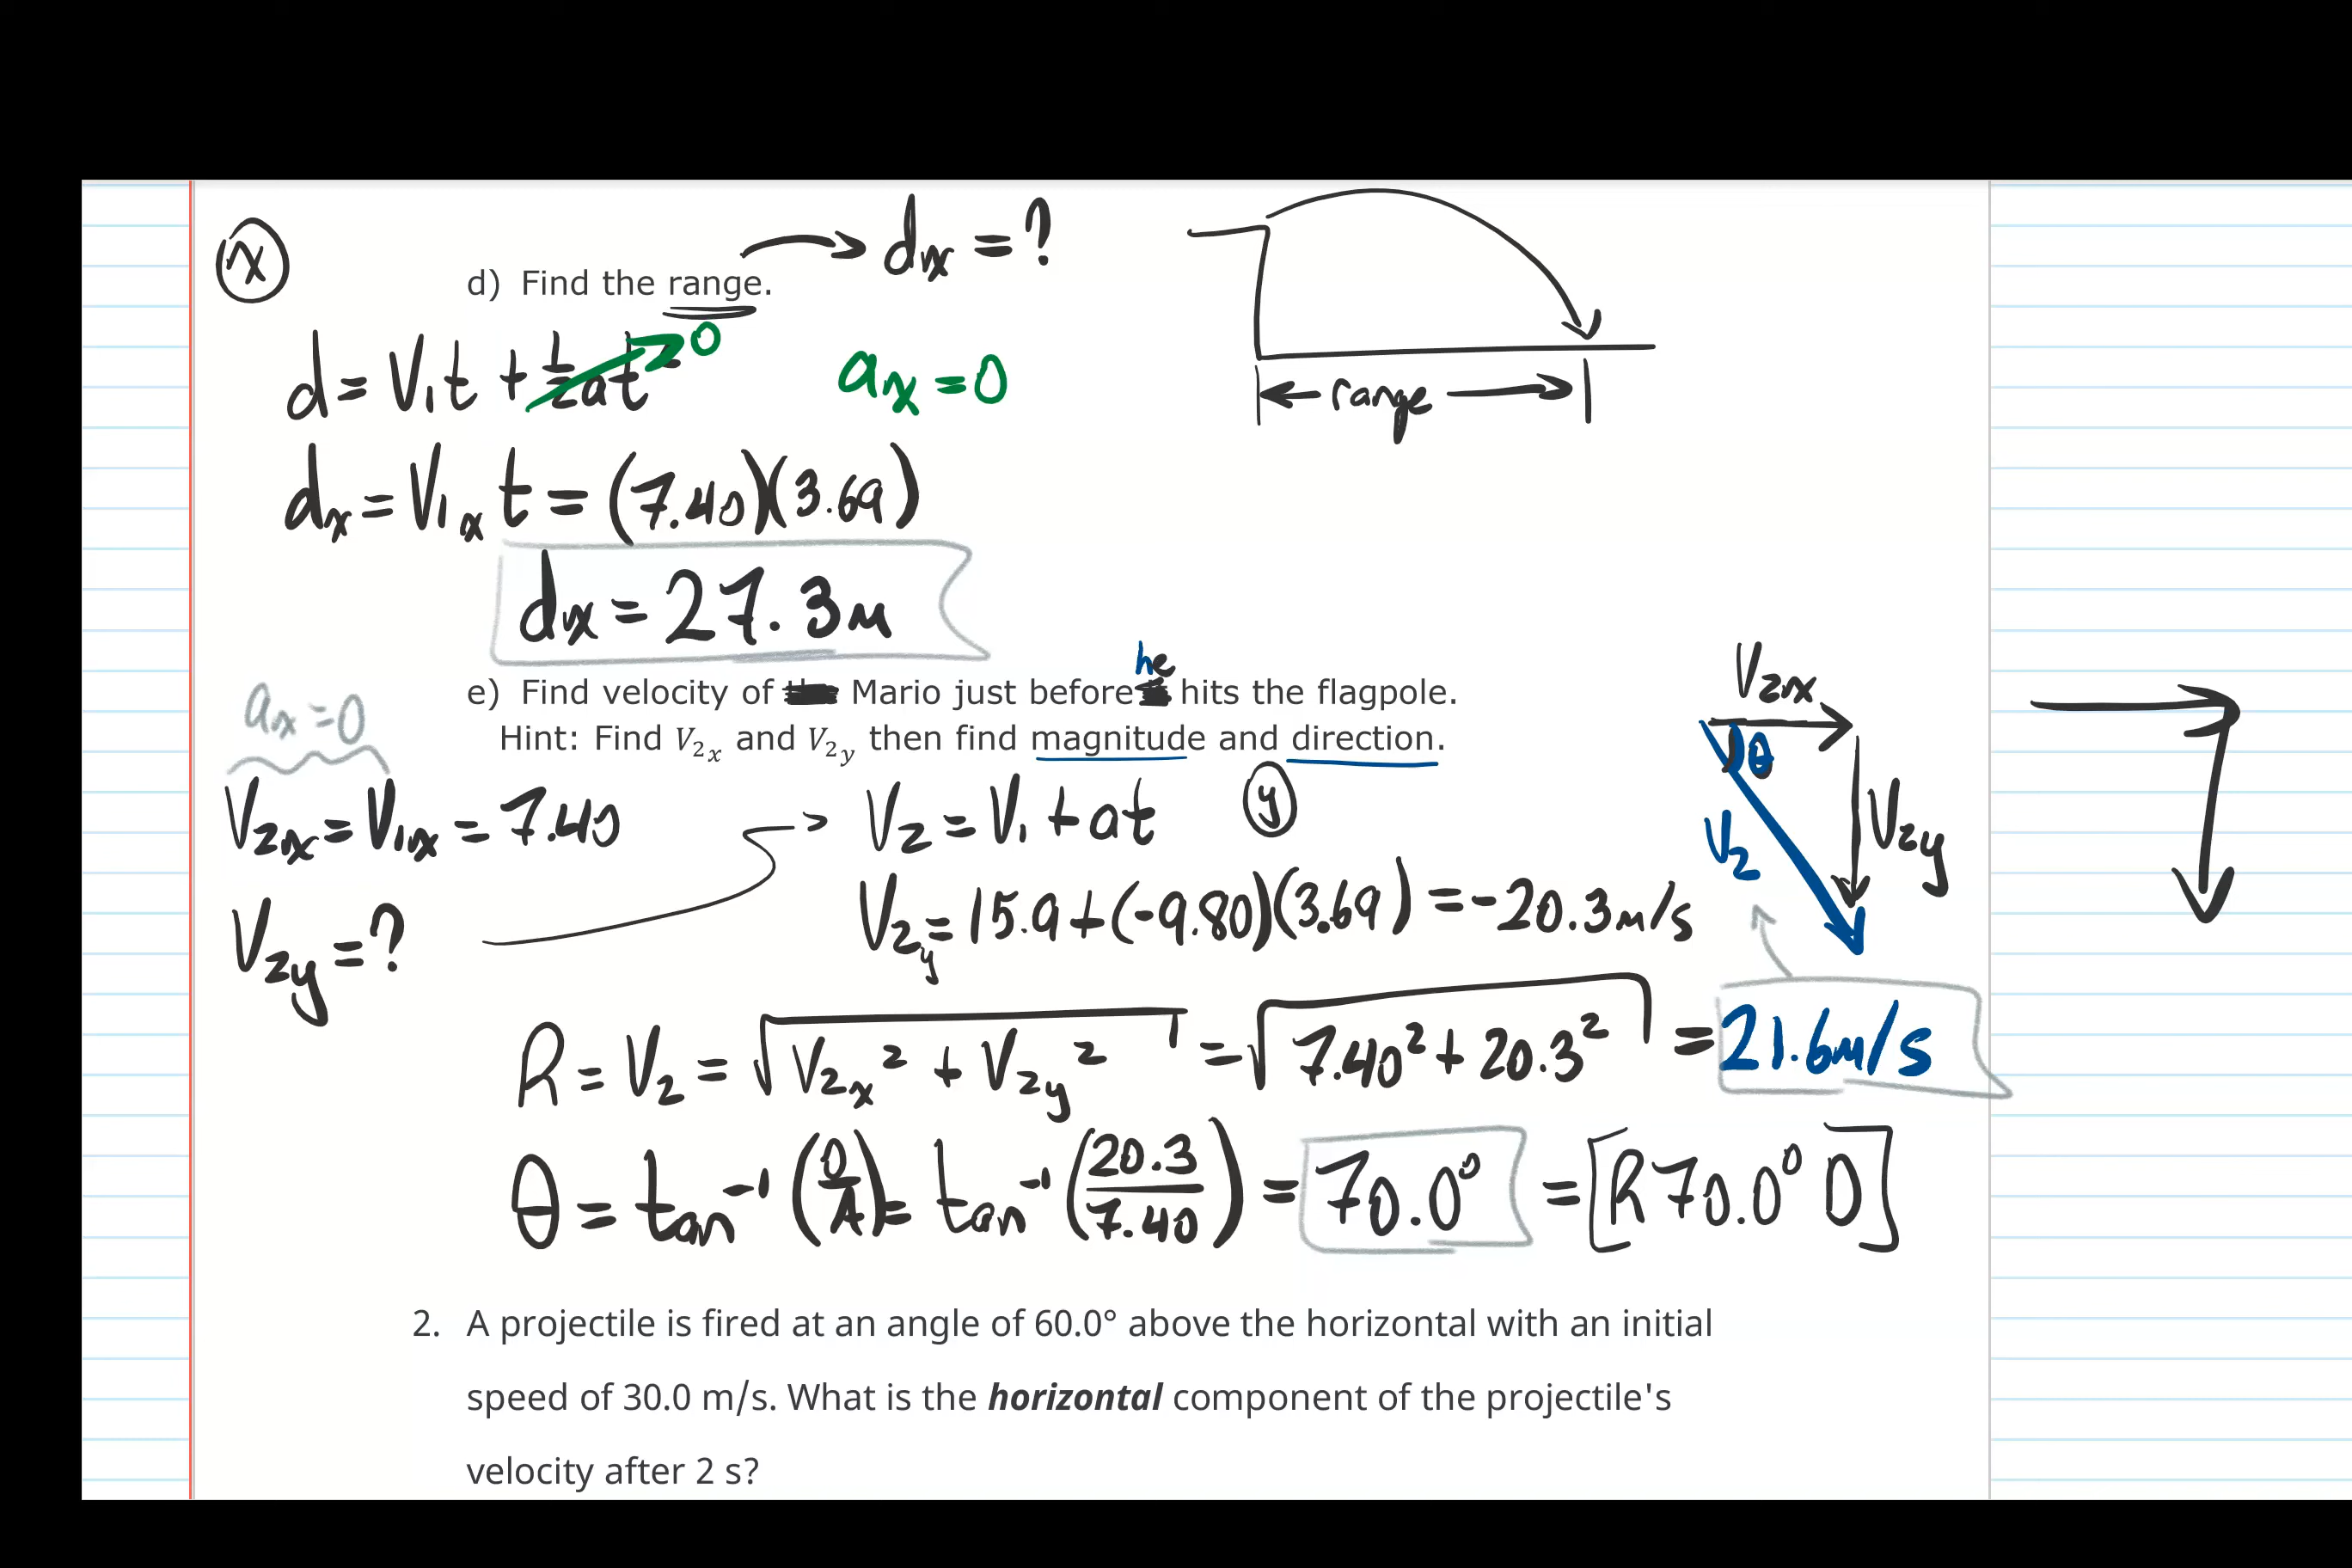 x
→ dx = ?
d) Find the range.
d = V₁t + ½at² 0
ax = 0
← range →
dx = V₁x t = (7.40)(3.69)
dx = 27.3m
he
e) Find velocity of Mario just before hits the flagpole.
Hint: Find V₂x and V₂y then find magnitude and direction.
ax = 0
V₂x = V₁x = 7.40
V₂ = V₁ + at
y
V₂y = ?
V₂y = 15.9 + (-9.80)(3.69) = -20.3m/s
V₂x
θ
V₂
V₂y
R = V₂ = √V₂x² + V₂y² = √7.40² + 20.3² = 21.6m/s
θ = tan⁻¹(O/A) = tan⁻¹(20.3/7.40) = 70.0° = [R70.0°D]
2. A projectile is fired at an angle of 60.0° above the horizontal with an initial
speed of 30.0 m/s. What is the horizontal component of the projectile's
velocity after 2 s?